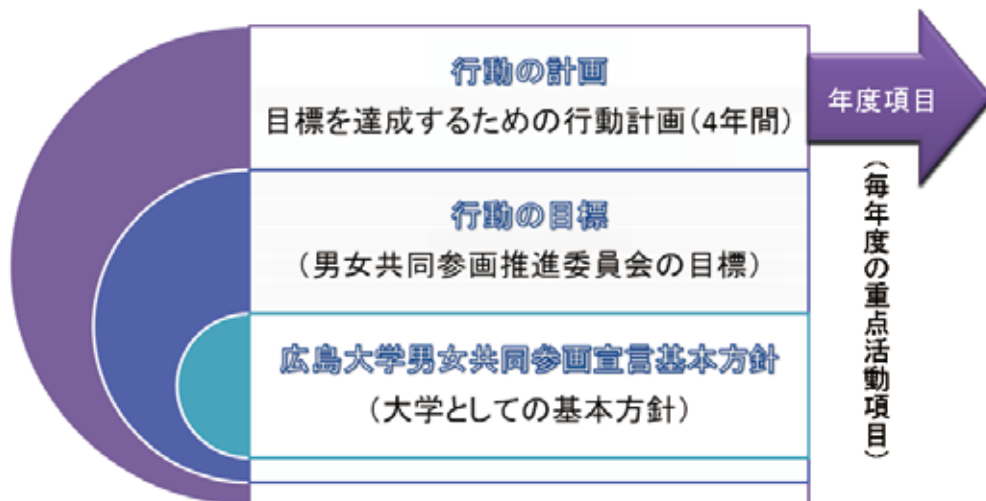 行動の計画
目標を達成するための行動計画(4年間)
年度項目
(毎年度の重点活動項目)
行動の目標
(男女共同参画推進委員会の目標)
広島大学男女共同参画宣言基本方針
(大学としての基本方針)